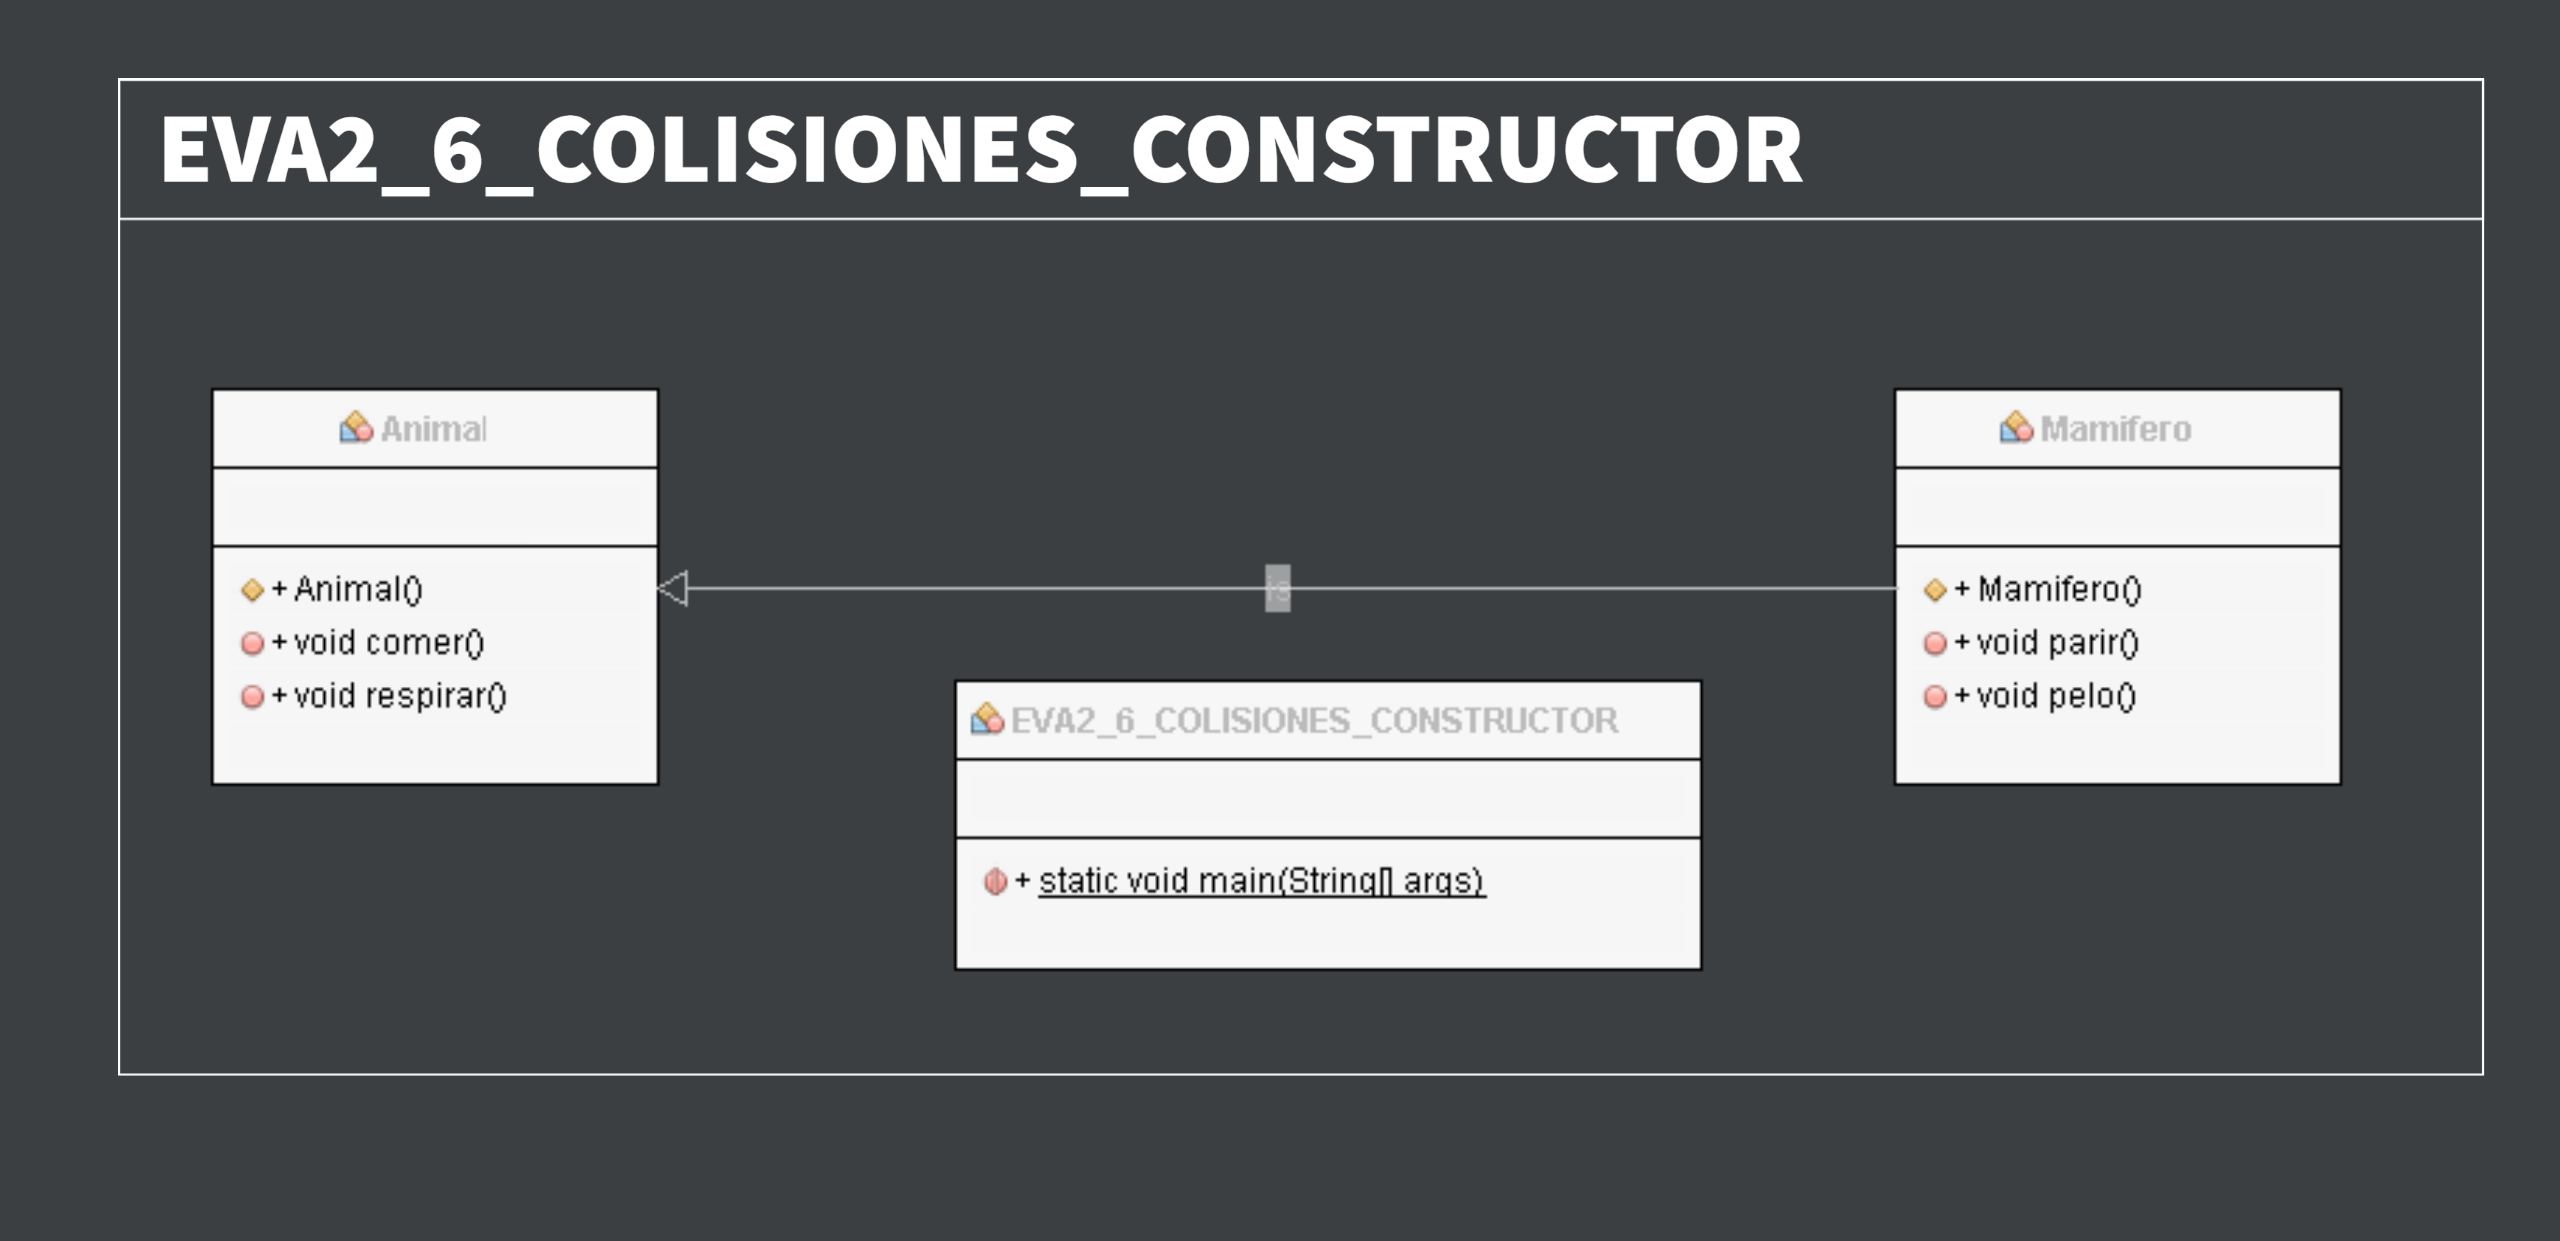 EVA2_6_COLISIONES_CONSTRUCTOR
Animal
+ Animal()
+ void comer()
+ void respirar()
is
Mamifero
+ Mamifero()
+ void parir()
+ void pelo()
EVA2_6_COLISIONES_CONSTRUCTOR
+ static void main(String[] args)